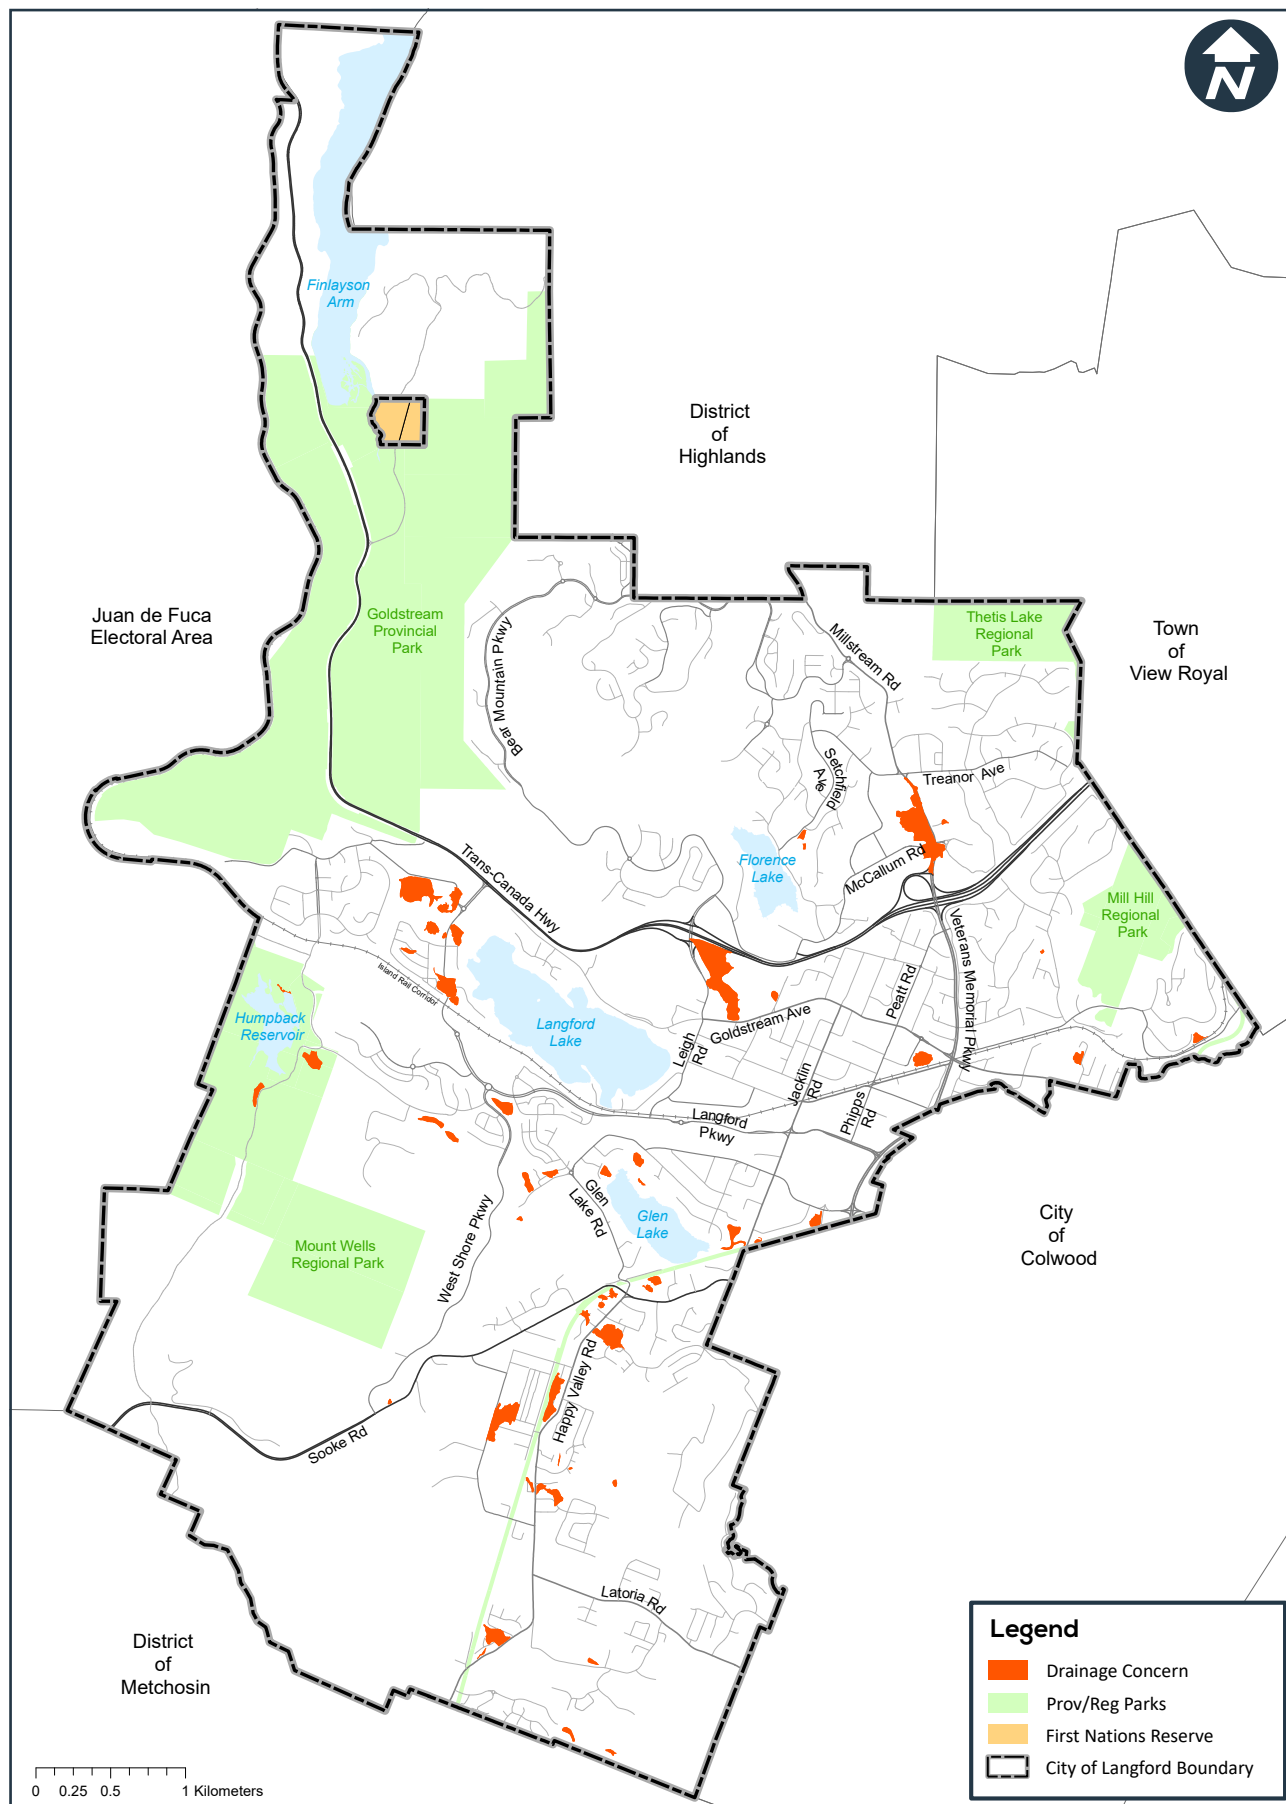 N
Finlayson
Arm
District
of
Highlands
Juan de Fuca
Electoral Area
Goldstream
Provincial
Park
Thetis Lake
Regional
Park
Town
of
View Royal
Bear Mountain Pkwy
Millstream Rd
Setchfield
Ave
Treanor Ave
McCallum Rd
Florence
Lake
Trans-Canada Hwy
Mill Hill
Regional
Park
Veterans Memorial Pkwy
Peatt Rd
Island Rail Corridor
Humpback
Reservoir
Langford
Lake
Leigh
Rd
Goldstream Ave
Jacklin
Rd
Phipps
Rd
Langford
Pkwy
Glen
Lake Rd
Glen
Lake
City
of
Colwood
Mount Wells
Regional Park
West Shore Pkwy
Happy Valley Rd
Sooke Rd
Latoria Rd
District
of
Metchosin
Legend
Drainage Concern
Prov/Reg Parks
First Nations Reserve
City of Langford Boundary
0 0.25 0.5 1 Kilometers